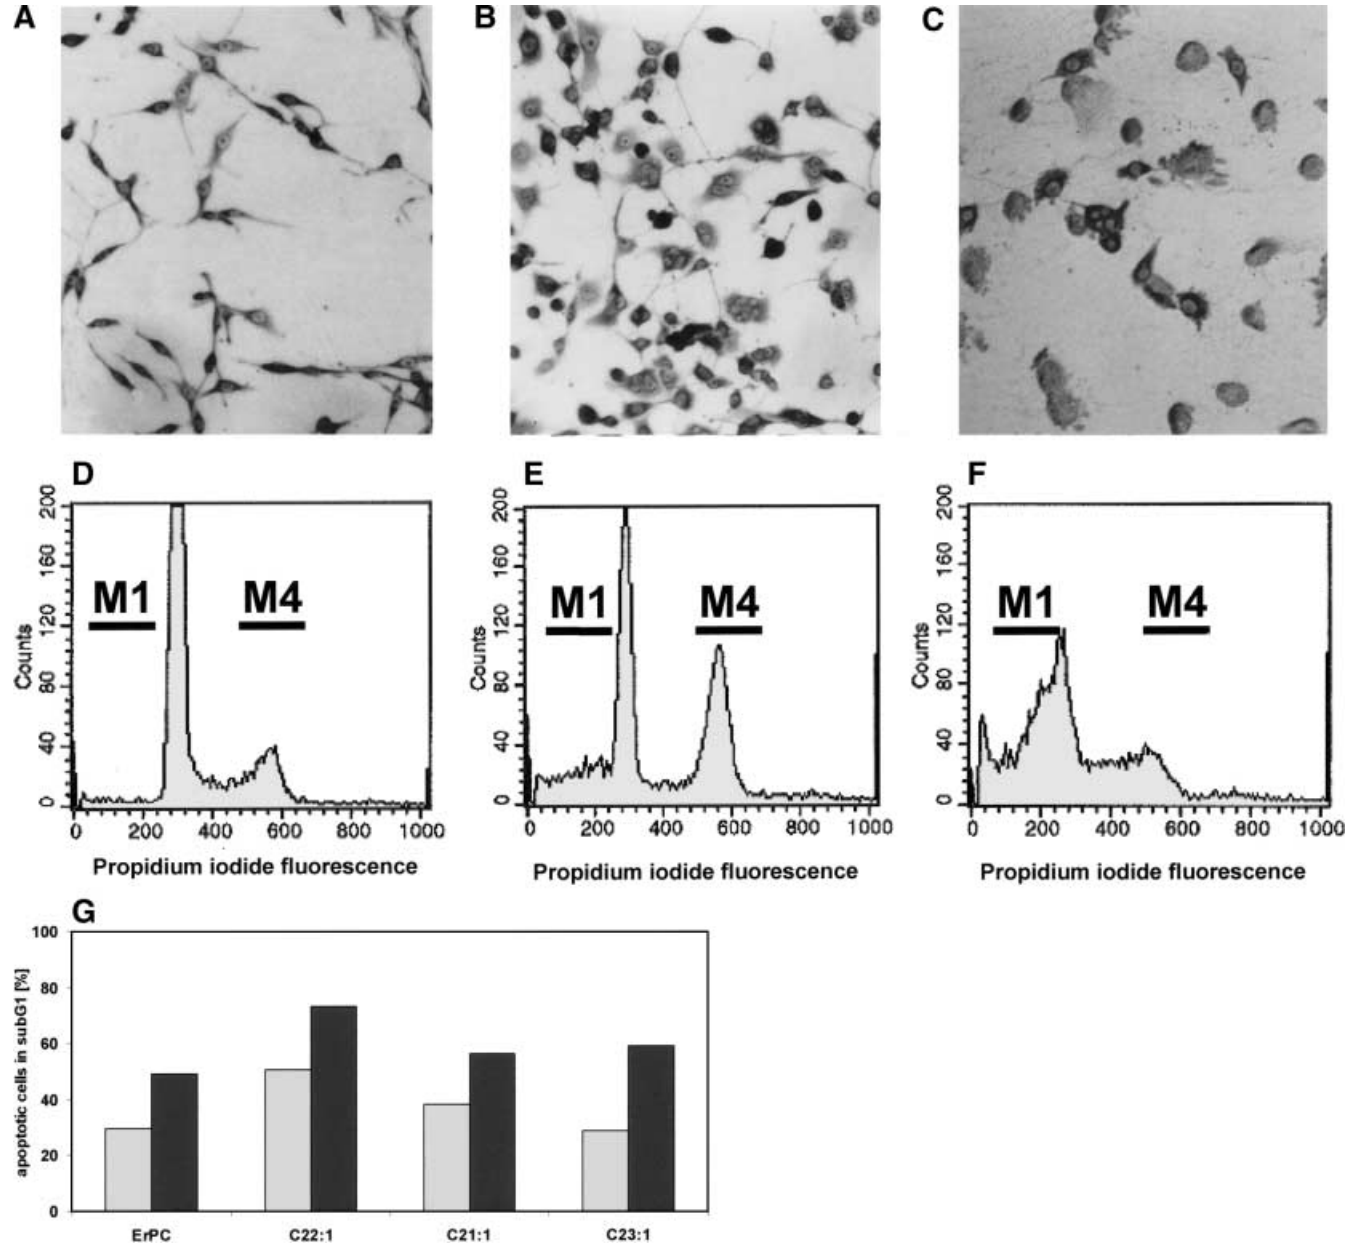 A
B
C
D
E
F
200
160
120
80
40
0
Counts
M1
M4
0 200 400 600 800 1000
Propidium iodide fluorescence
200
160
120
80
40
0
Counts
M1
M4
0 200 400 600 800 1000
Propidium iodide fluorescence
200
160
120
80
40
0
Counts
M1
M4
0 200 400 600 800 1000
Propidium iodide fluorescence
G
100
80
60
40
20
0
apoptotic cells in subG1 [%]
ErPC
C22:1
C21:1
C23:1